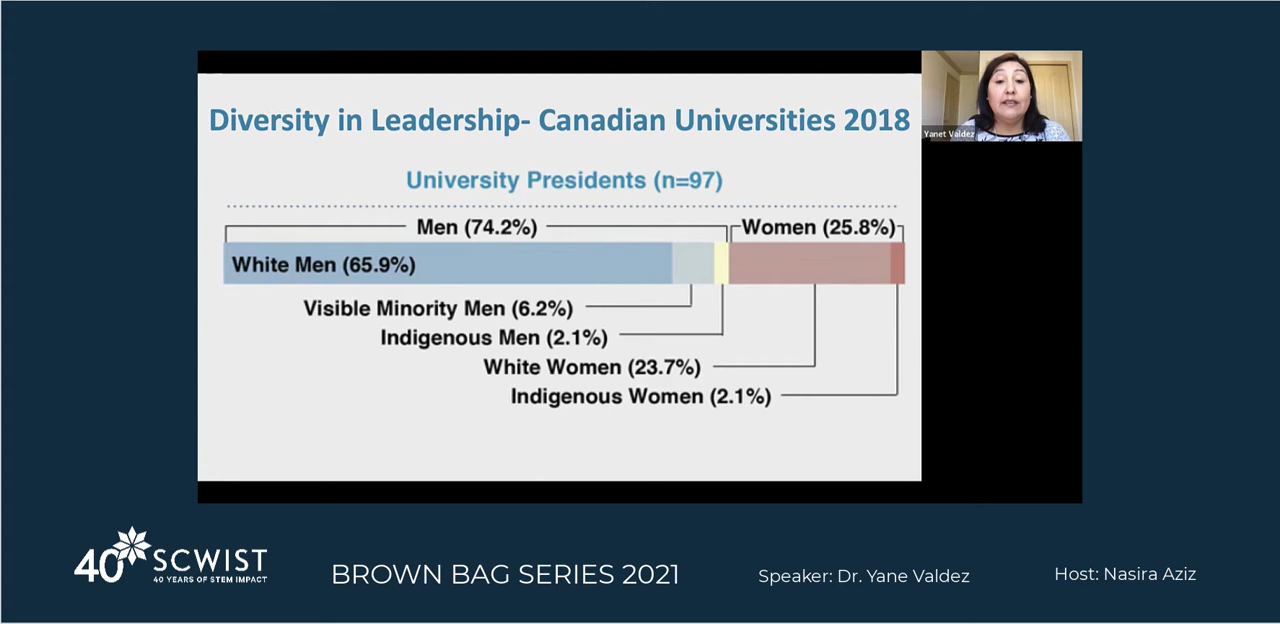 Diversity in Leadership- Canadian Universities 2018
Yanet Valdez
University Presidents (n=97)
Men (74.2%)
Women (25.8%)
White Men (65.9%)
Visible Minority Men (6.2%)
Indigenous Men (2.1%)
White Women (23.7%)
Indigenous Women (2.1%)
40 SCWIST
40 YEARS OF STEM IMPACT
BROWN BAG SERIES 2021
Speaker: Dr. Yane Valdez
Host: Nasira Aziz